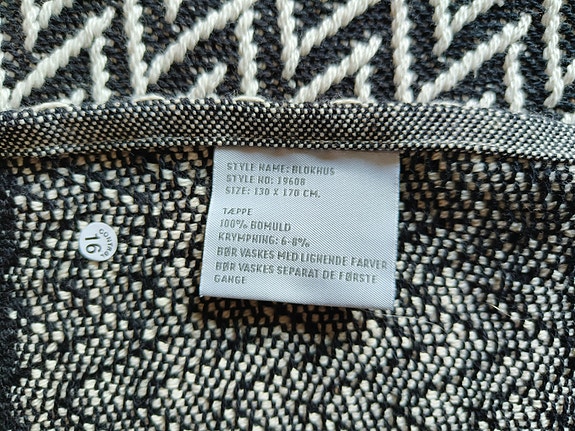 STYLE NAME: BLOKHUS
STYLE NO: 19608
SIZE: 130 X 170 CM.
TÆPPE
100% BOMULD
KRYMPNING: 6-8%
BØR VASKES MED LIGNENDE FARVER
BØR VASKES SEPARAT DE FØRSTE
GANGE
16